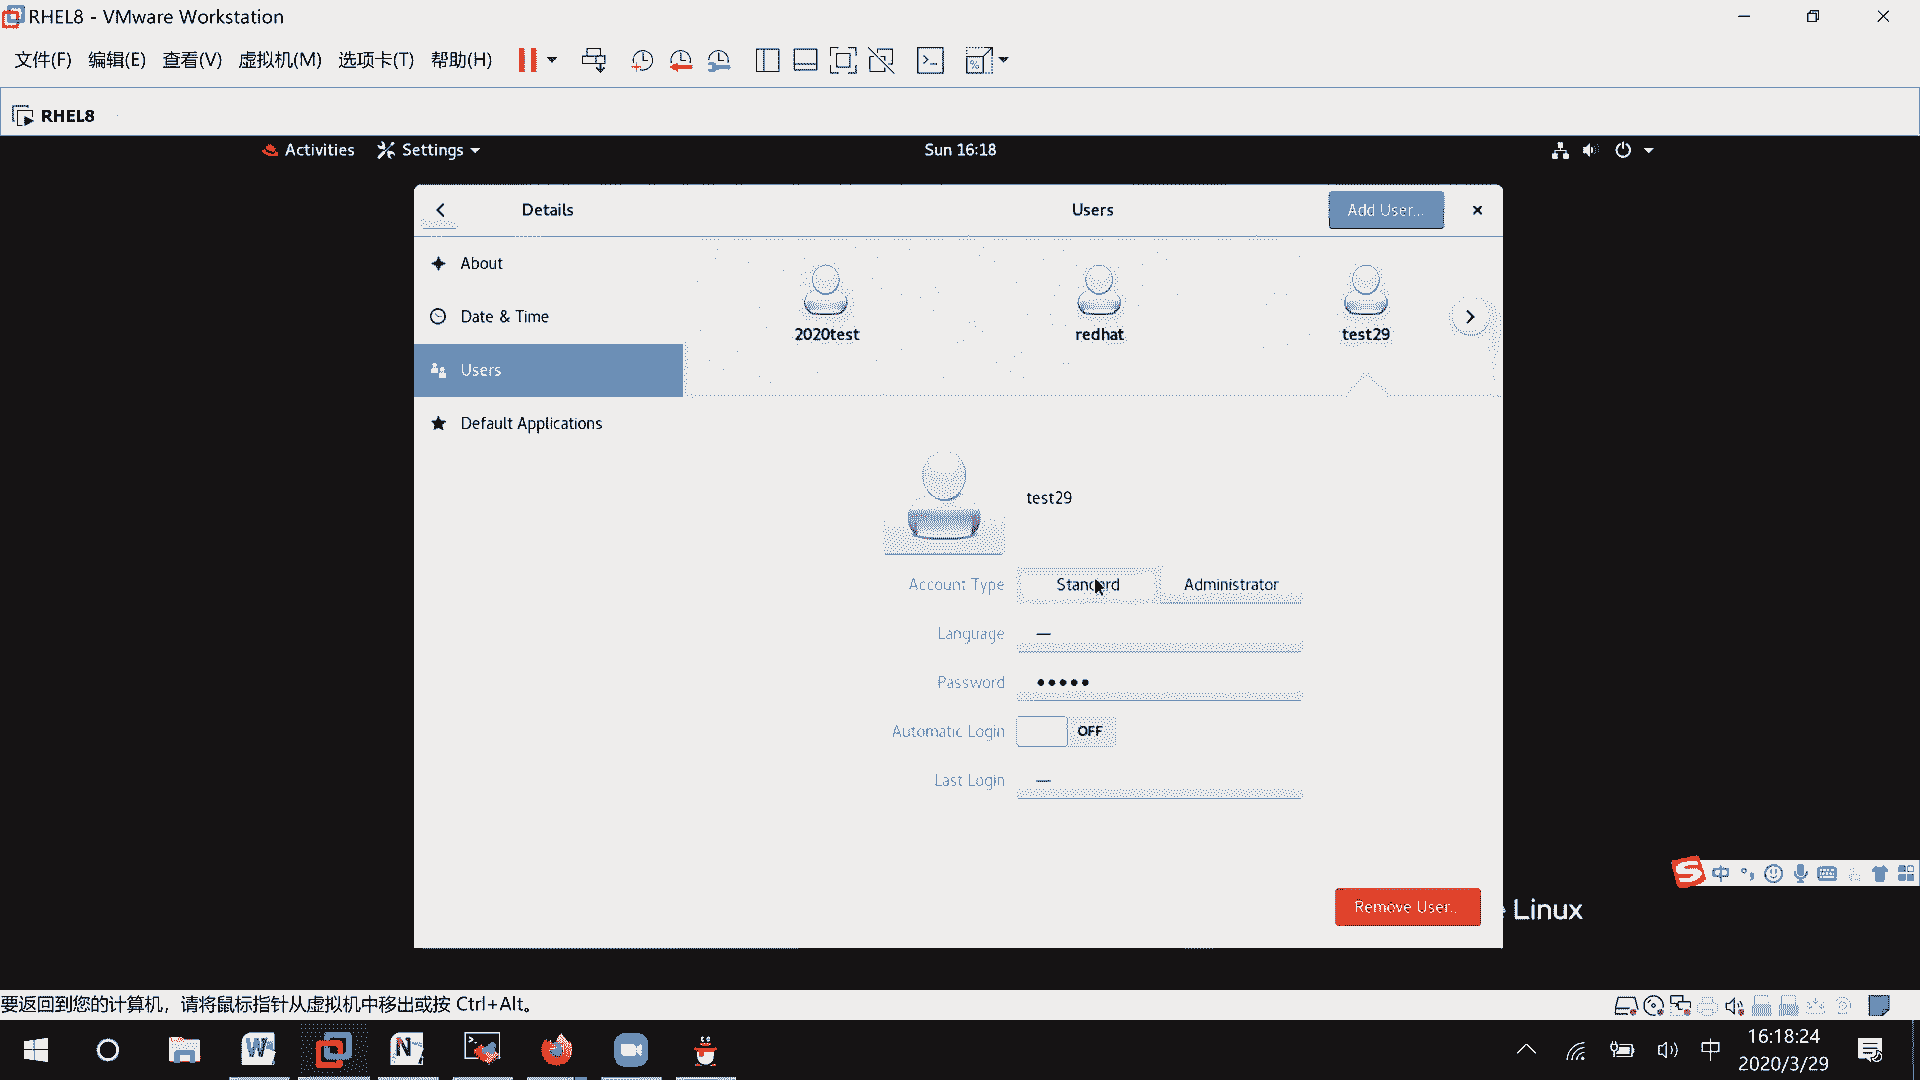 RHEL8 - VMware Workstation
文件(F) 编辑(E) 查看(V) 虚拟机(M) 选项卡(T) 帮助(H)
RHEL8
Activities Settings Sun 16:18
Details Users Add User...
About
Date & Time
Users
Default Applications
2020test redhat test29
test29
Account Type Standard Administrator
Language —
Password •••••
Automatic Login OFF
Last Login —
Remove User...
Linux
中
要返回到您的计算机，请将鼠标指针从虚拟机中移出或按 Ctrl+Alt。
中
16:18:24
2020/3/29